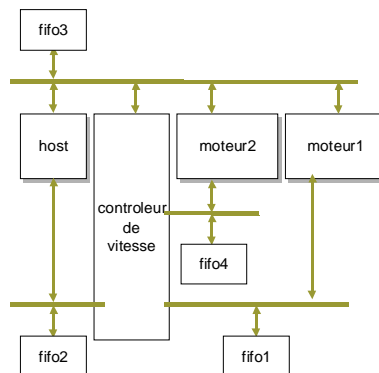 fifo3
host
moteur2
moteur1
controleur
de
vitesse
fifo4
fifo2
fifo1